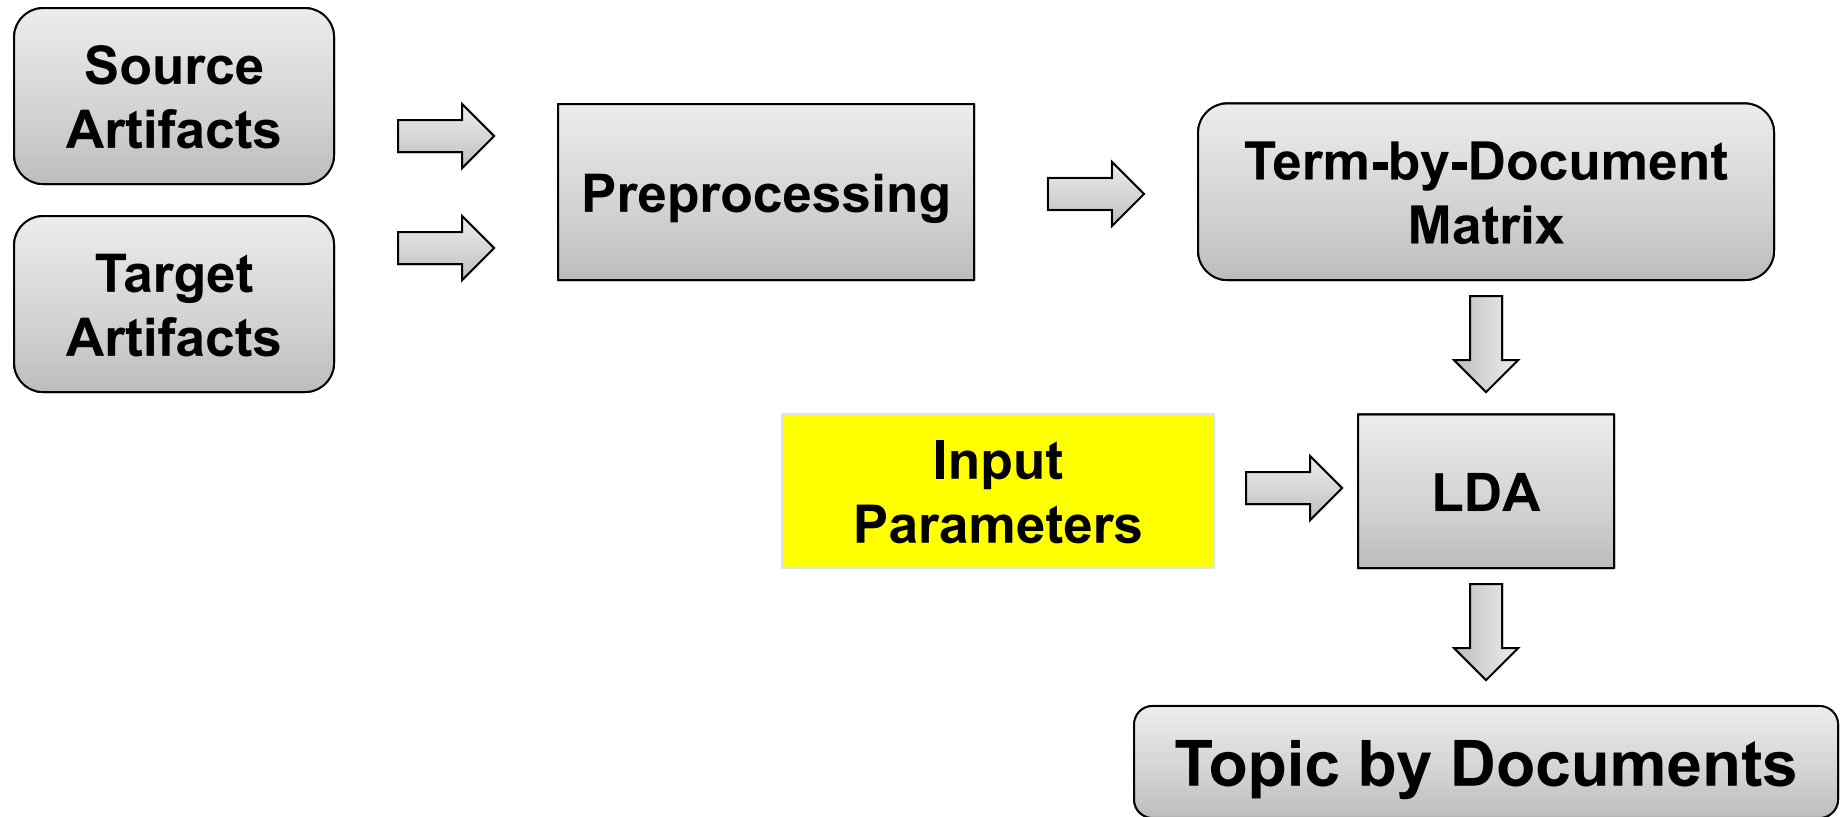 Source
Artifacts
Target
Artifacts
Preprocessing
Term-by-Document
Matrix
Input
Parameters
LDA
Topic by Documents